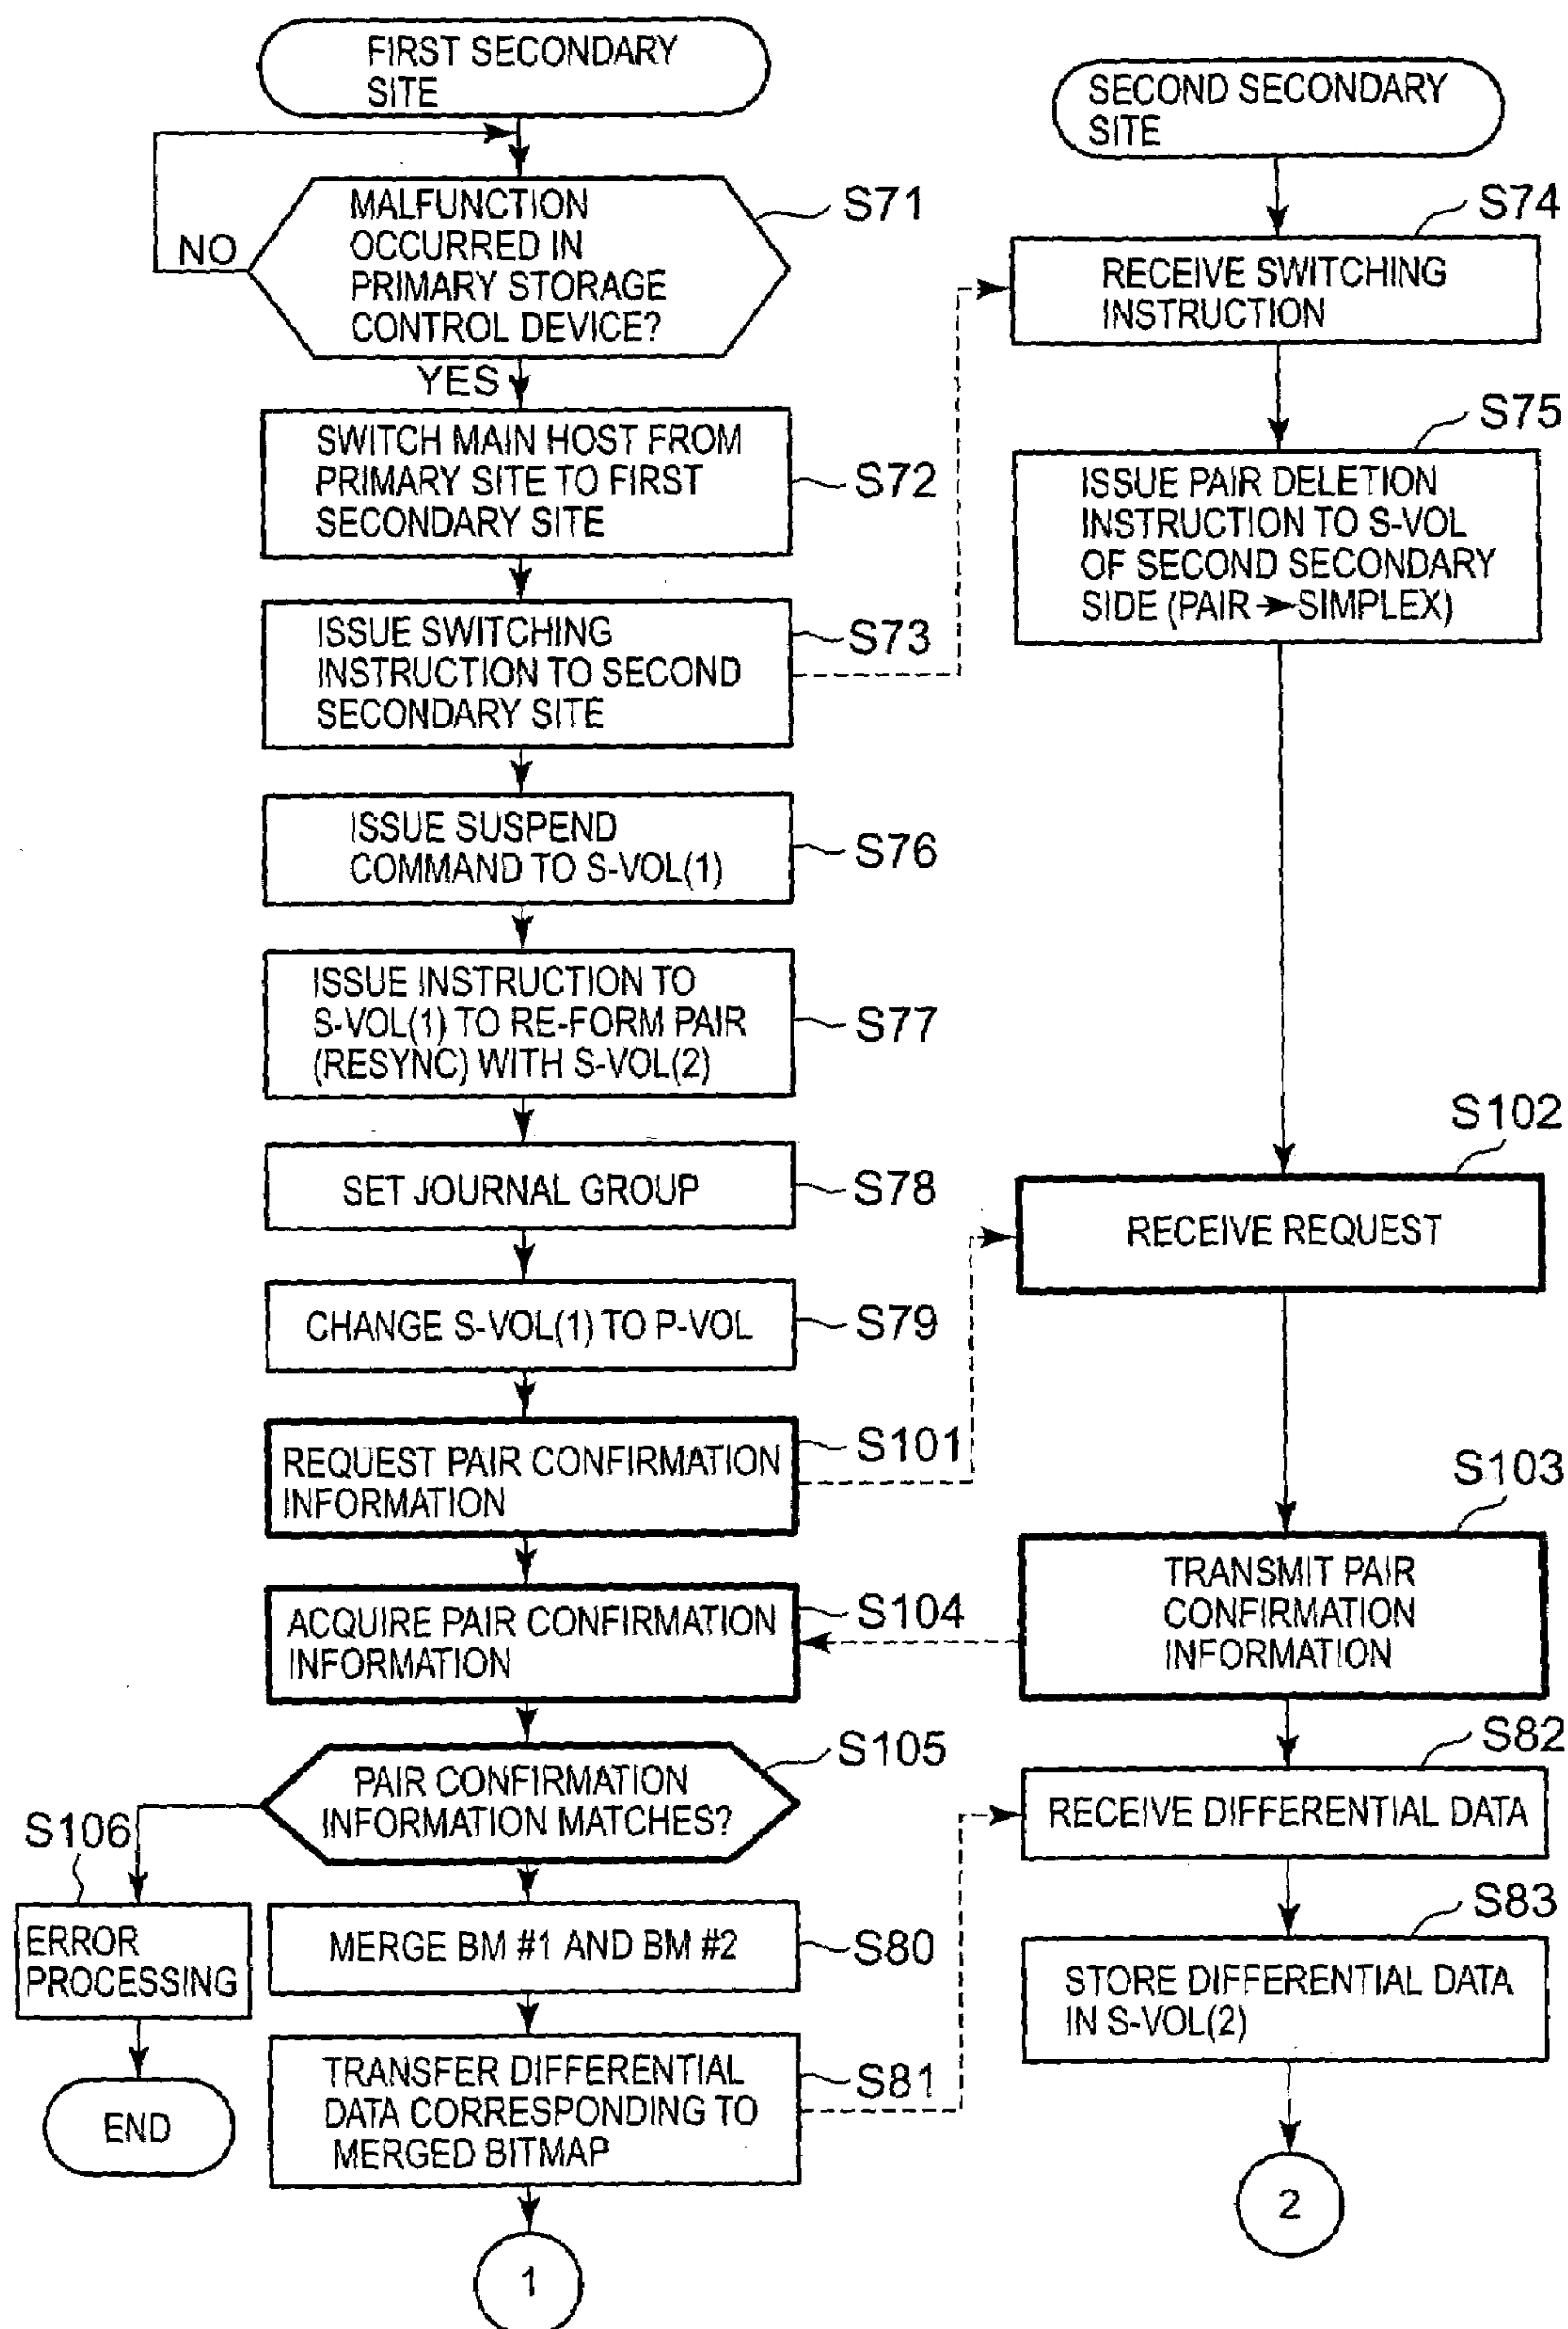 FIRST SECONDARY
SITE
MALFUNCTION
OCCURRED IN
PRIMARY STORAGE
CONTROL DEVICE?
S71
NO
YES
SWITCH MAIN HOST FROM
PRIMARY SITE TO FIRST
SECONDARY SITE
S72
ISSUE SWITCHING
INSTRUCTION TO SECOND
SECONDARY SITE
S73
ISSUE SUSPEND
COMMAND TO S-VOL(1)
S76
ISSUE INSTRUCTION TO
S-VOL(1) TO RE-FORM PAIR
(RESYNC) WITH S-VOL(2)
S77
SET JOURNAL GROUP
S78
CHANGE S-VOL(1) TO P-VOL
S79
REQUEST PAIR CONFIRMATION
INFORMATION
S101
ACQUIRE PAIR CONFIRMATION
INFORMATION
S104
PAIR CONFIRMATION
INFORMATION MATCHES?
S105
S106
ERROR
PROCESSING
END
MERGE BM #1 AND BM #2
S80
TRANSFER DIFFERENTIAL
DATA CORRESPONDING TO
MERGED BITMAP
S81
1
SECOND SECONDARY
SITE
S74
RECEIVE SWITCHING
INSTRUCTION
S75
ISSUE PAIR DELETION
INSTRUCTION TO S-VOL
OF SECOND SECONDARY
SIDE (PAIR → SIMPLEX)
S102
RECEIVE REQUEST
S103
TRANSMIT PAIR
CONFIRMATION
INFORMATION
S82
RECEIVE DIFFERENTIAL DATA
S83
STORE DIFFERENTIAL DATA
IN S-VOL(2)
2